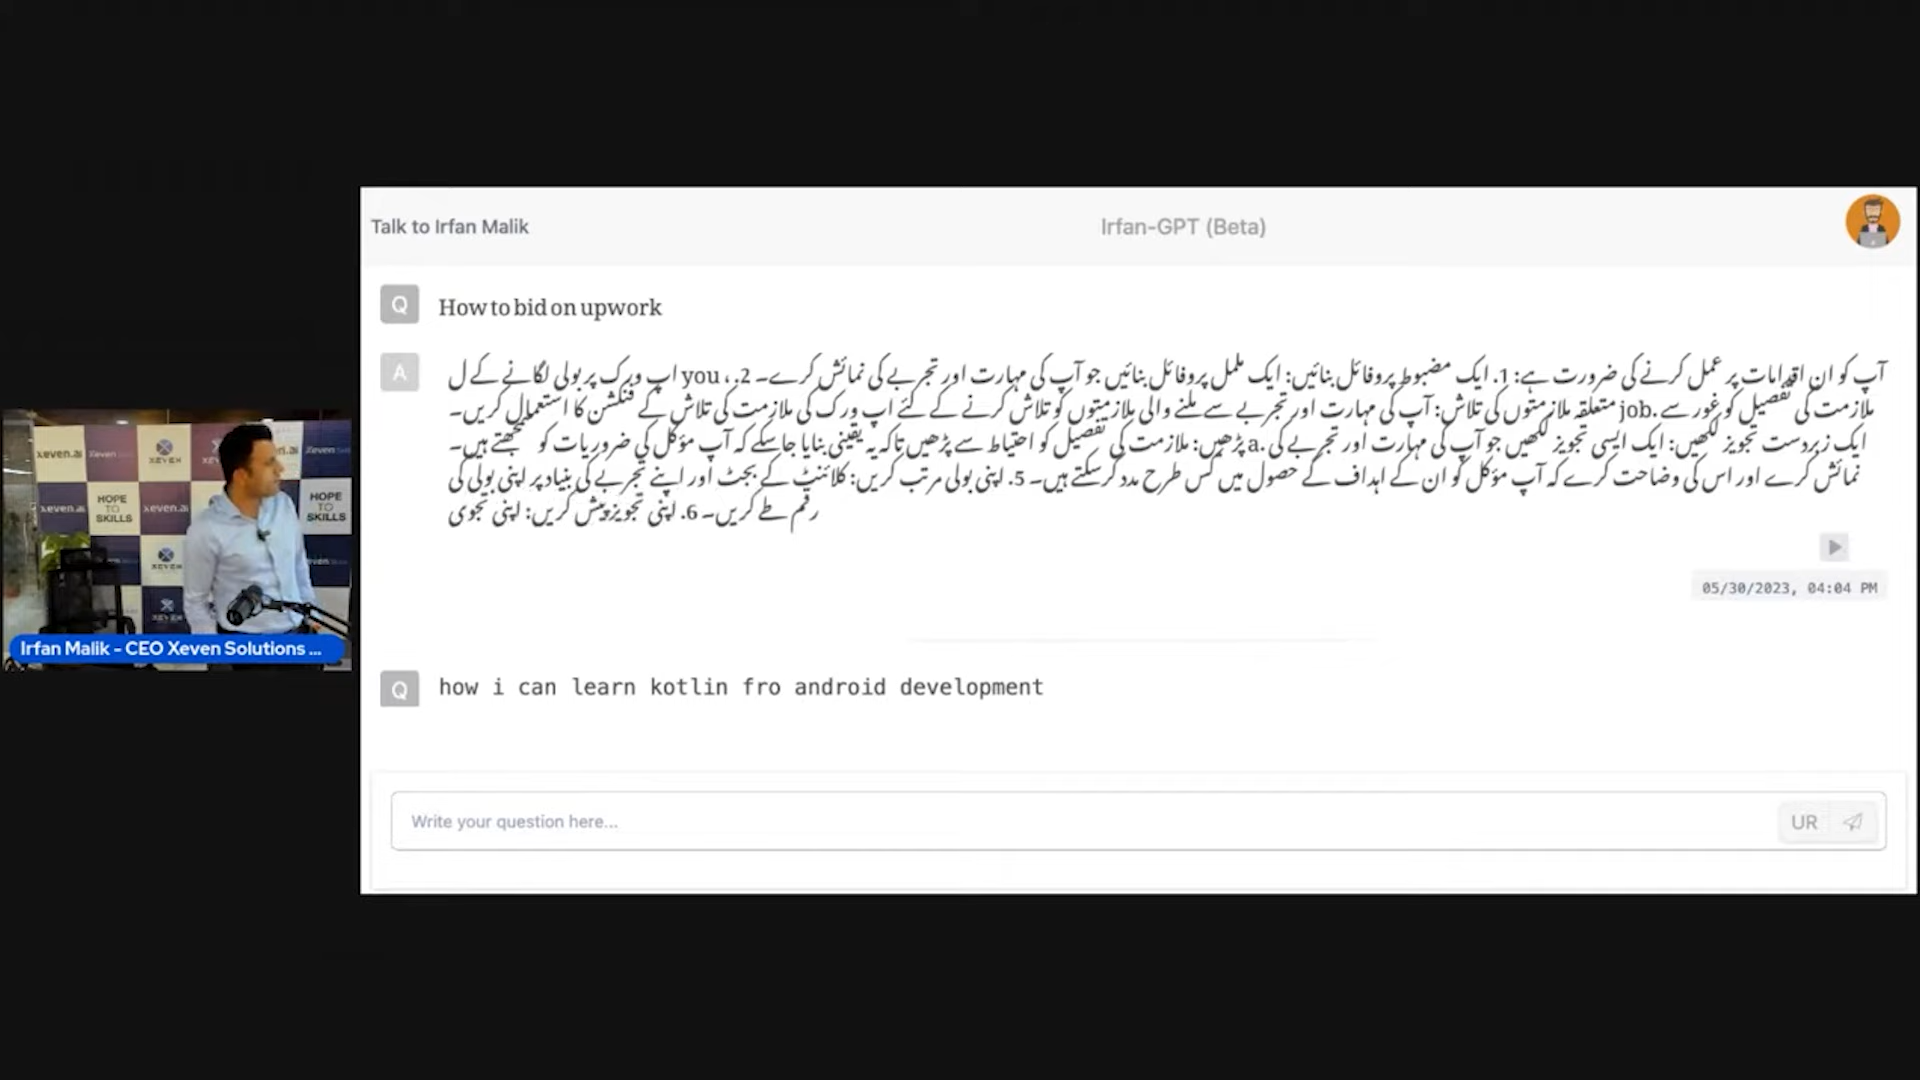 Talk to Irfan Malik
Irfan-GPT (Beta)
Q
How to bid on upwork
A
آپ کو ان اقدامات پر عمل کرنے کی ضرورت ہے: 1. ایک مضبوط پروفائل بنائیں: ایک مکمل پروفائل بنائیں جو آپ کی مہارت اور تجربے کی نمائش کرے۔ 2. ، you اپ ورک پر بولی لگانے کے ل
ملازمت کی تفصیل کو غور سے .job متعلقہ ملازمتوں کی تلاش: آپ کی مہارت اور تجربے سے ملنے والی ملازمتوں کو تلاش کرنے کے لئے اپ ورک کی ملازمت کی تلاش کے فنکشن کا استعمال کریں۔
ایک زبردست تجویز لکھیں: ایک ایسی تجویز لکھیں جو آپ کی مہارت اور تجربے کی .a پڑھیں: ملازمت کی تفصیل کو احتیاط سے پڑھیں تاکہ یہ یقینی بنایا جاسکے کہ آپ مؤکل کی ضروریات کو سمجھتے ہیں۔
نمائش کرے اور اس کی وضاحت کرے کہ آپ مؤکل کو ان کے اہداف کے حصول میں کس طرح مدد کرسکتے ہیں۔ 5. اپنی بولی مرتب کریں: کلائنٹ کے بجٹ اور اپنے تجربے کی بنیاد پر اپنی بولی کی
رقم طے کریں۔ 6. اپنی تجویز پیش کریں: اپنی تجوی
05/30/2023, 04:04 PM
Q
how i can learn kotlin fro android development
Write your question here...
UR
xeven.ai
XEVEN
HOPE
TO
SKILLS
xeven.ai
HOPE
TO
SKILLS
XEVEN
Irfan Malik - CEO Xeven Solutions ...